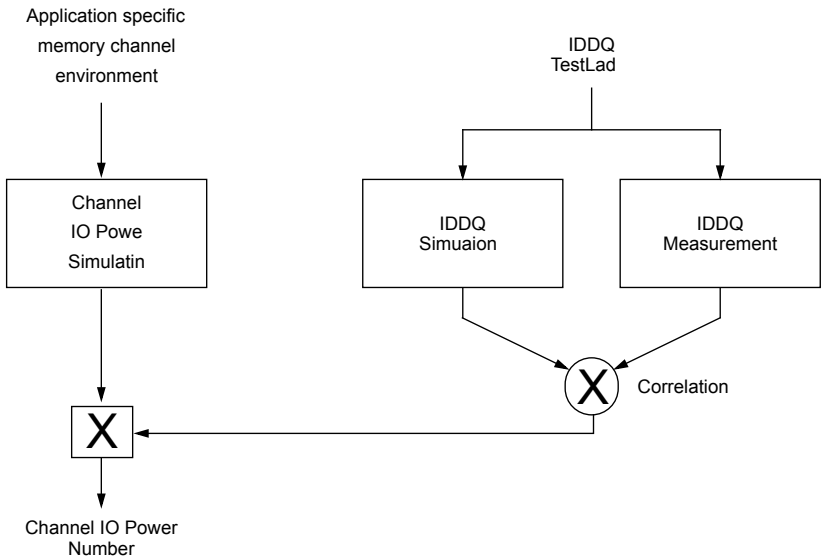 Application specific
memory channel
environment
IDDQ
TestLad
Channel
IO Powe
Simulatin
IDDQ
Simuaion
IDDQ
Measurement
X
Correlation
X
Channel IO Power
Number